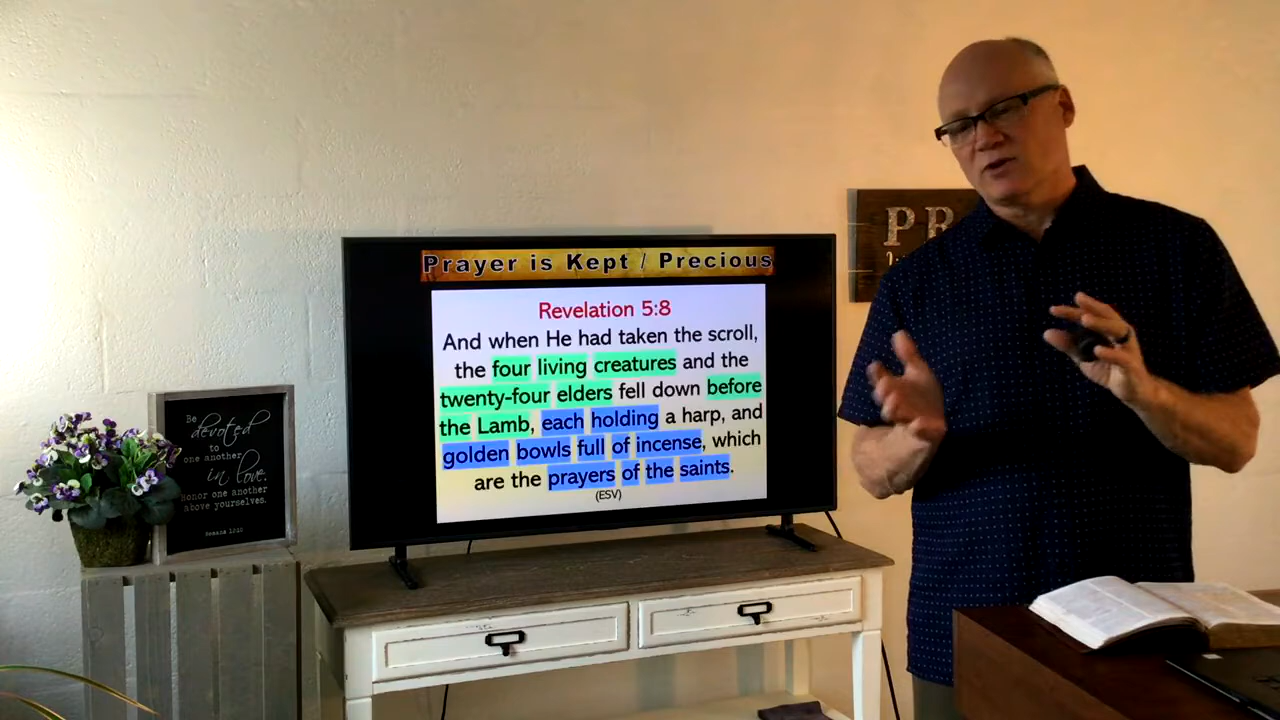 Prayer is Kept / Precious
Revelation 5:8
And when He had taken the scroll,
the four living creatures and the
twenty-four elders fell down before
the Lamb, each holding a harp, and
golden bowls full of incense, which
are the prayers of the saints.
(ESV)
Be
devoted
to
one another
in love.
Honor one another
above yourselves.
Romans 12:10
PR